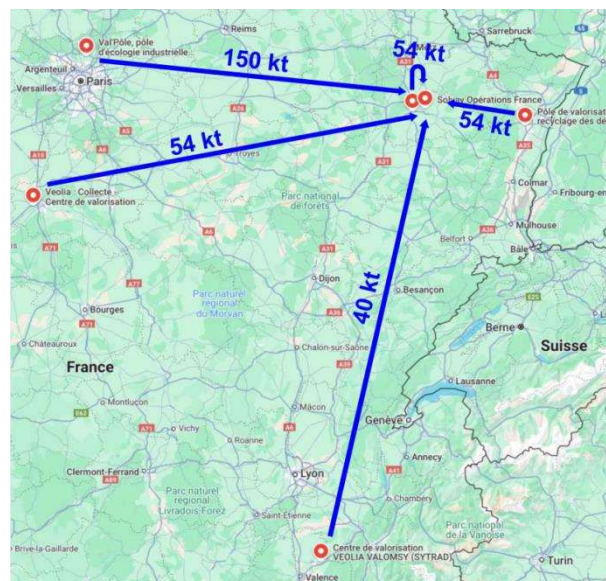 Reims
Sarrebruck
Val'Pôle, pôle
d'écologie industrielle...
150 kt
54 kt
Argenteuil
Paris
Versailles
Solvay Opérations France
Pôle de valorisation
recyclage des de
54 kt
54 kt
Troyes
Veolia : Collecte -
Centre de valorisation ...
Parc national
de forêts
Colmar
Fribourg-en
Mulhouse
Belfort
Bâle
Dijon
Besançon
Parc naturel
régional
du Morvan
Bourges
Châteauroux
40 kt
Berne
Suisse
Chalon-sur-Saône
France
Lausanne
Montluçon
Mâcon
Genève
Vichy
Roanne
Annecy
Clermont-Ferrand
Lyon
Chambéry
Parc naturel
régional
Livradois-Forez
Saint-Étienne
Parc national
de la Vanoise
Brive-la-Gaillarde
Centre de valorisation
VEOLIA VALOMSY (SYTRAD)
Turin
Valence